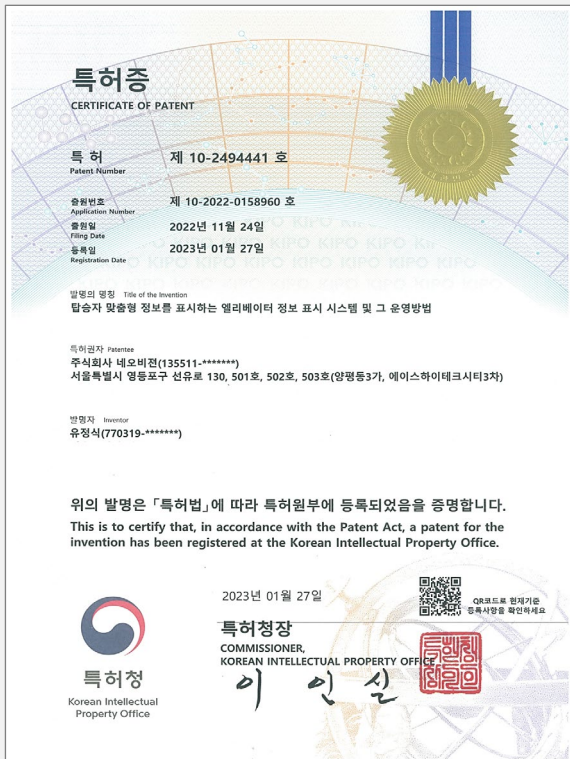 특허증
CERTIFICATE OF PATENT
특 허 제 10-2494441 호
Patent Number
출원번호 제 10-2022-0158960 호
Application Number
출원일 2022년 11월 24일
Filing Date
등록일 2023년 01월 27일
Registration Date
발명의 명칭 Title of the Invention
탑승자 맞춤형 정보를 표시하는 엘리베이터 정보 표시 시스템 및 그 운영방법
특허권자 Patentee
주식회사 네오비젼(135511-*******)
서울특별시 영등포구 선유로 130, 501호, 502호, 503호(양평동3가, 에이스하이테크시티3차)
발명자 Inventor
유정식(770319-*******)
위의 발명은 「특허법」에 따라 특허원부에 등록되었음을 증명합니다.
This is to certify that, in accordance with the Patent Act, a patent for the
invention has been registered at the Korean Intellectual Property Office.
2023년 01월 27일
QR코드로 현재기준
등록사항을 확인하세요
특허청장
COMMISSIONER,
KOREAN INTELLECTUAL PROPERTY OFFICE
이 인 실
특허청
Korean Intellectual
Property Office